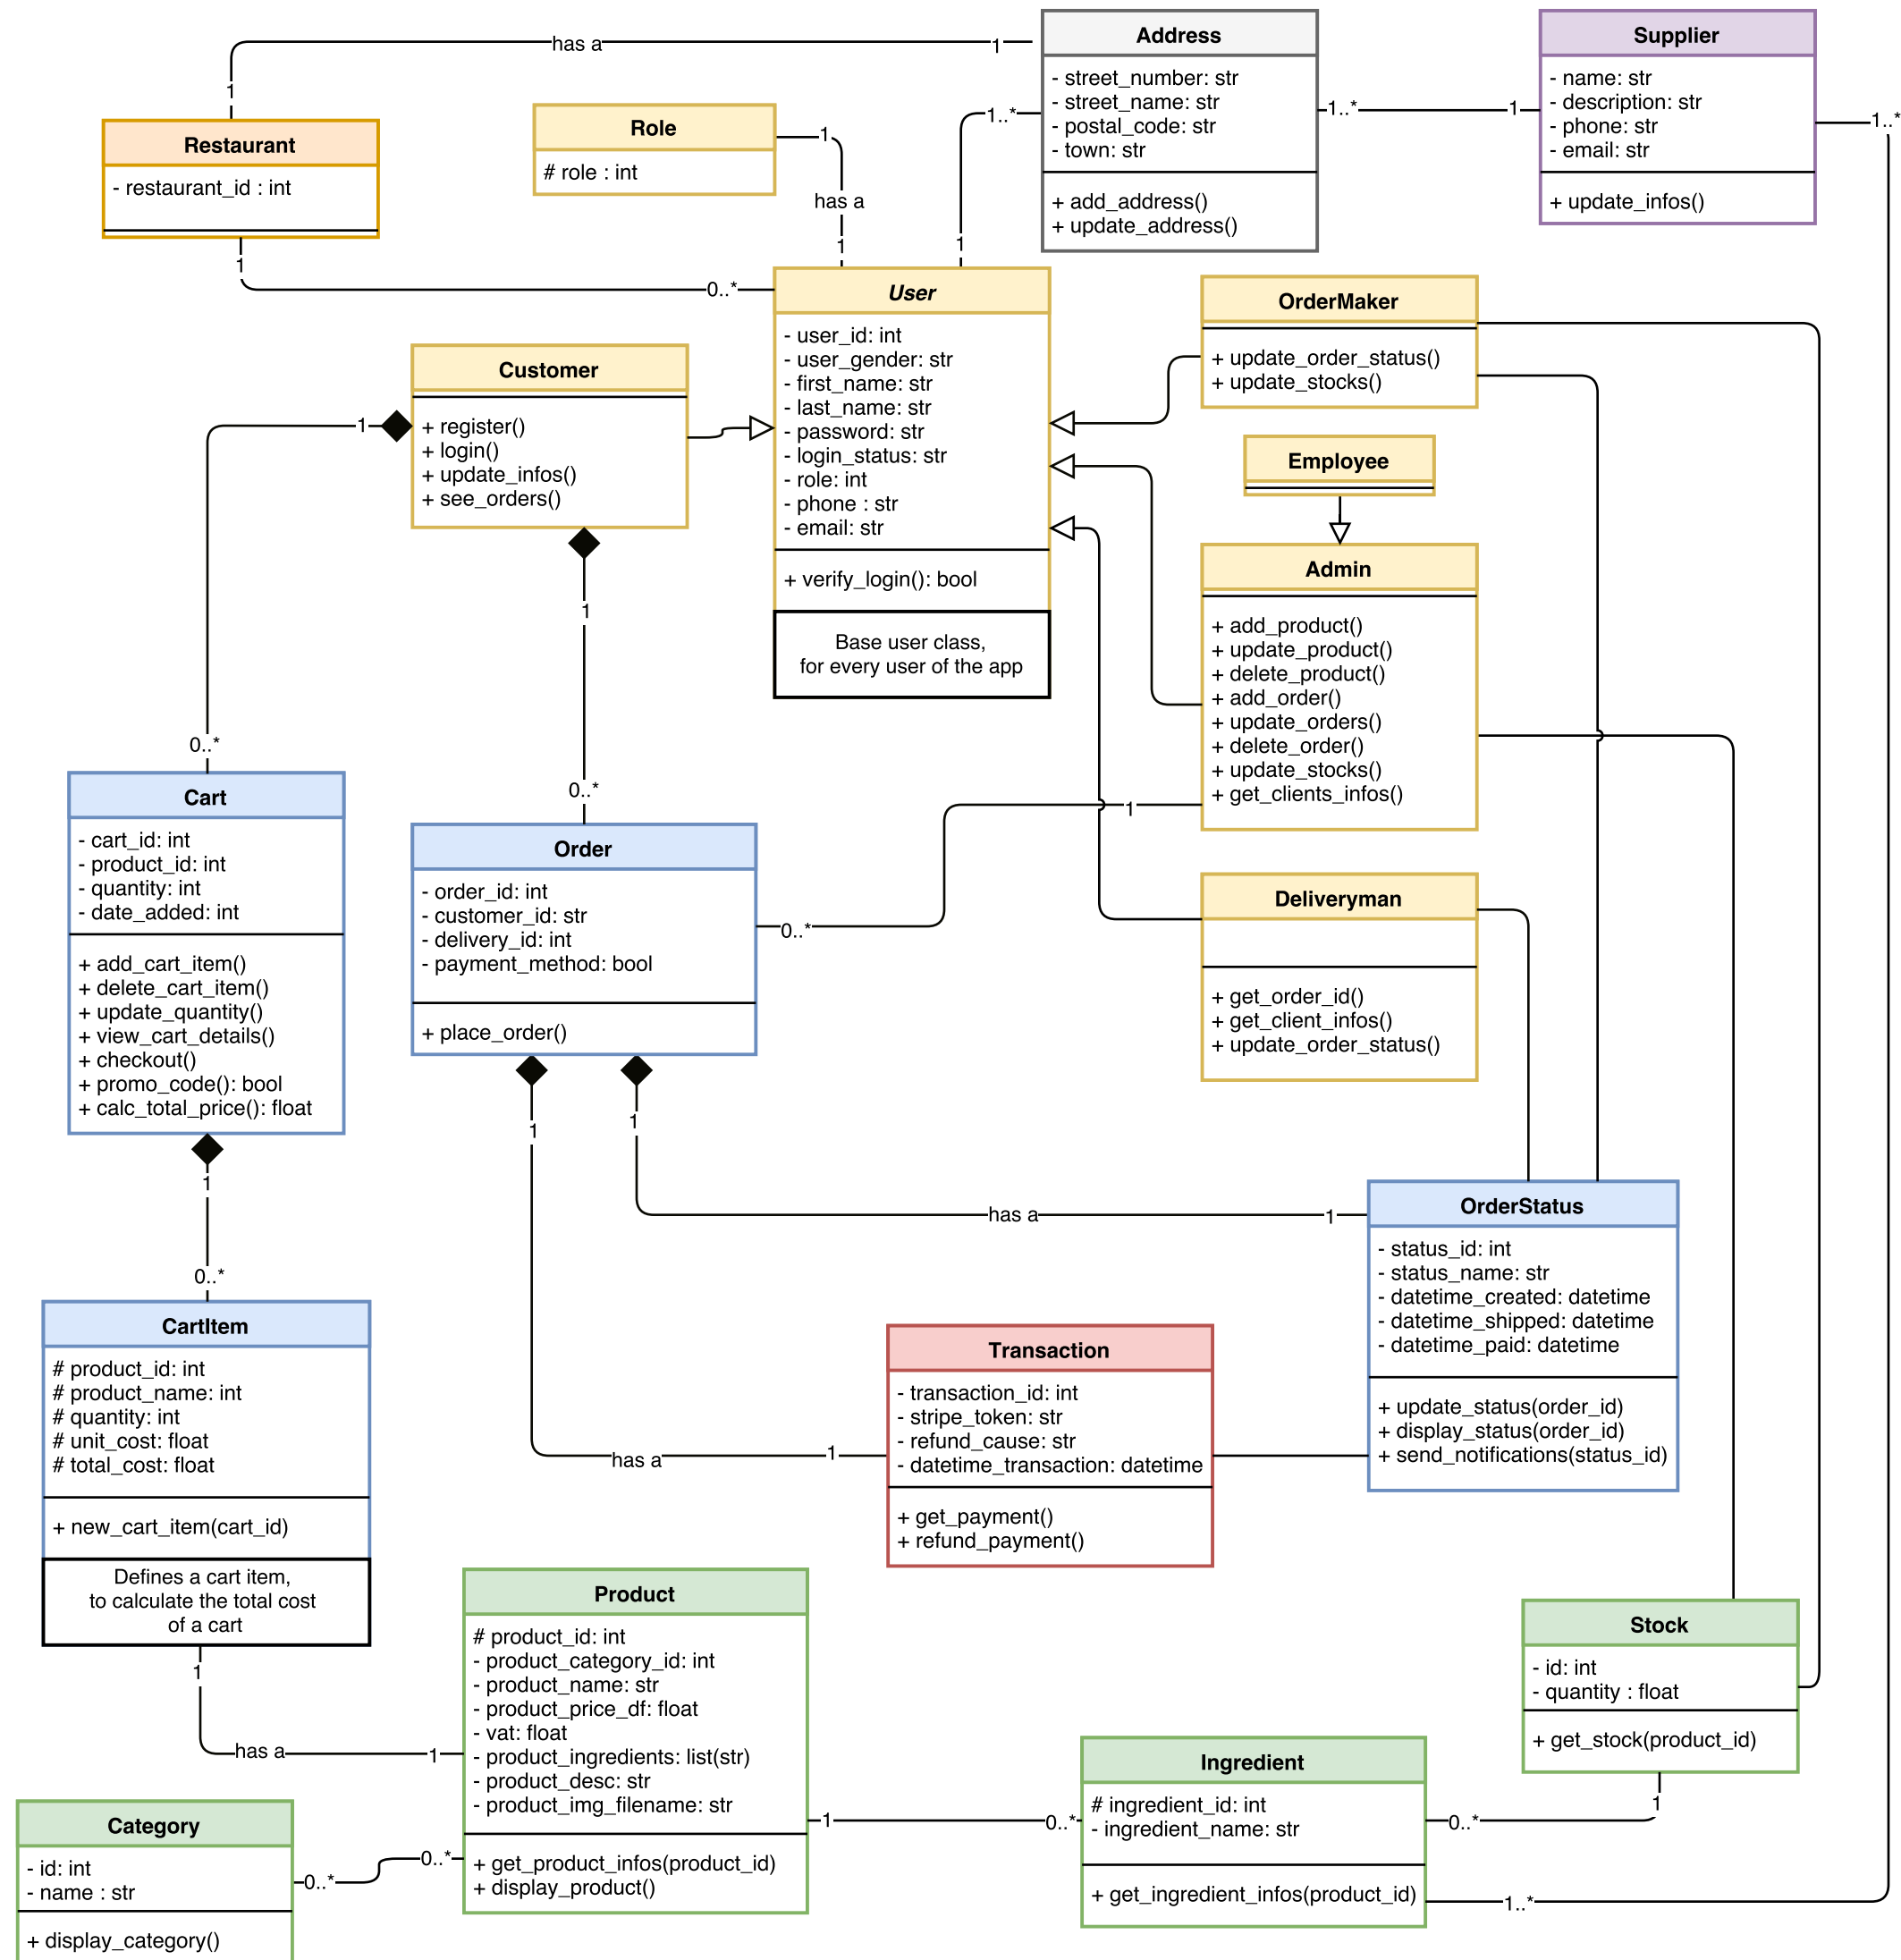 has a
1
1
Address
- street_number: str
- street_name: str
- postal_code: str
- town: str
+ add_address()
+ update_address()
1..*
1
Supplier
- name: str
- description: str
- phone: str
- email: str
+ update_infos()
1..*
Restaurant
- restaurant_id : int
1
0..*
Role
# role : int
1
has a
1
1..*
1
User
- user_id: int
- user_gender: str
- first_name: str
- last_name: str
- password: str
- login_status: str
- role: int
- phone : str
- email: str
+ verify_login(): bool
Base user class,
for every user of the app
OrderMaker
+ update_order_status()
+ update_stocks()
Customer
+ register()
+ login()
+ update_infos()
+ see_orders()
1
0..*
1
0..*
Employee
Admin
+ add_product()
+ update_product()
+ delete_product()
+ add_order()
+ update_orders()
+ delete_order()
+ update_stocks()
+ get_clients_infos()
1
0..*
Cart
- cart_id: int
- product_id: int
- quantity: int
- date_added: int
+ add_cart_item()
+ delete_cart_item()
+ update_quantity()
+ view_cart_details()
+ checkout()
+ promo_code(): bool
+ calc_total_price(): float
Order
- order_id: int
- customer_id: str
- delivery_id: int
- payment_method: bool
+ place_order()
Deliveryman
+ get_order_id()
+ get_client_infos()
+ update_order_status()
1
0..*
1
has a
1
1
has a
1
OrderStatus
- status_id: int
- status_name: str
- datetime_created: datetime
- datetime_shipped: datetime
- datetime_paid: datetime
+ update_status(order_id)
+ display_status(order_id)
+ send_notifications(status_id)
CartItem
# product_id: int
# product_name: int
# quantity: int
# unit_cost: float
# total_cost: float
+ new_cart_item(cart_id)
Defines a cart item,
to calculate the total cost
of a cart
Transaction
- transaction_id: int
- stripe_token: str
- refund_cause: str
- datetime_transaction: datetime
+ get_payment()
+ refund_payment()
1
has a
1
Product
# product_id: int
- product_category_id: int
- product_name: str
- product_price_df: float
- vat: float
- product_ingredients: list(str)
- product_desc: str
- product_img_filename: str
+ get_product_infos(product_id)
+ display_product()
Stock
- id: int
- quantity : float
+ get_stock(product_id)
1
0..*
Ingredient
# ingredient_id: int
- ingredient_name: str
+ get_ingredient_infos(product_id)
1
0..*
1..*
Category
- id: int
- name : str
+ display_category()
0..*
0..*